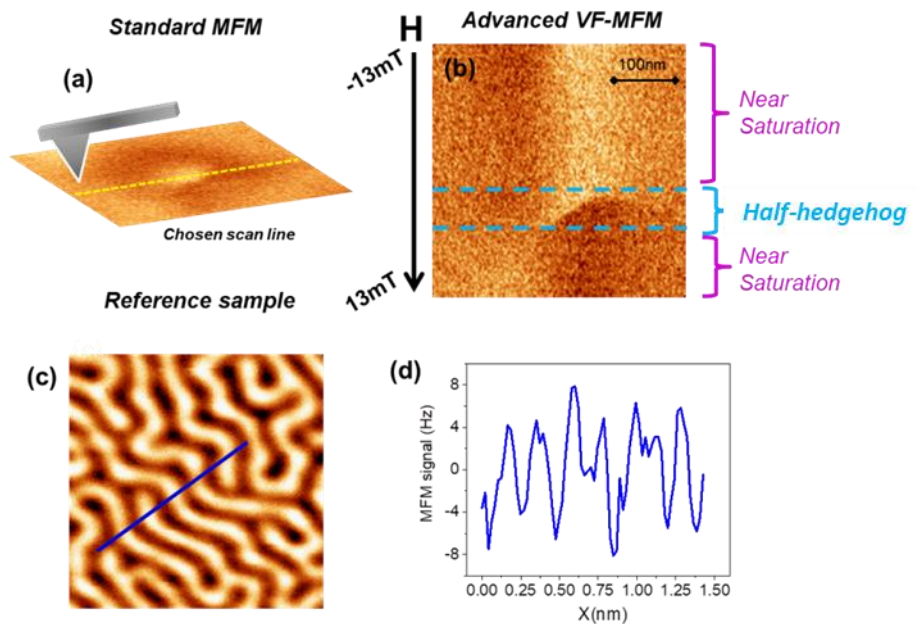 Standard MFM
H
Advanced VF-MFM
(a)
Chosen scan line
-13mT
13mT
(b)
100nm
Near
Saturation
Half-hedgehog
Near
Saturation
Reference sample
(c)
(d)
MFM signal (Hz)
8
4
0
-4
-8
0.00 0.25 0.50 0.75 1.00 1.25 1.50
X(nm)